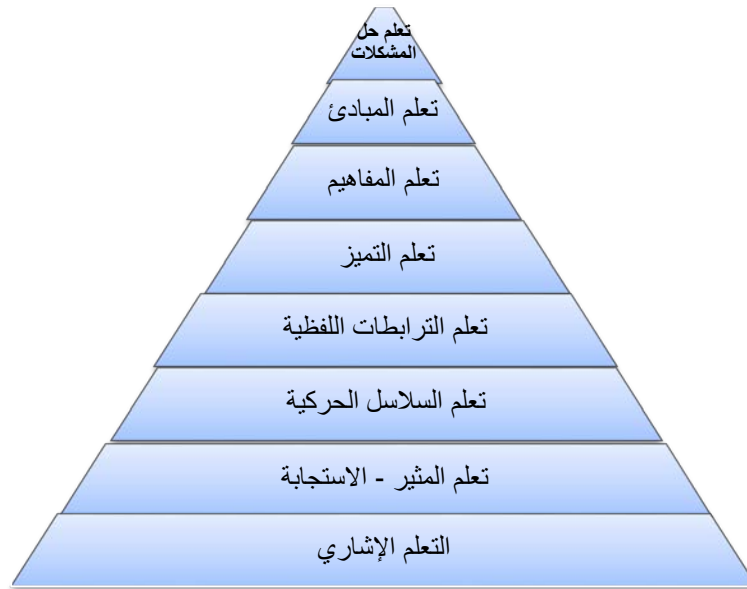 تعلم حل
المشكلات
تعلم المبادئ
تعلم المفاهيم
تعلم التميز
تعلم الترابطات اللفظية
تعلم السلاسل الحركية
تعلم المثير - الاستجابة
التعلم الإشاري